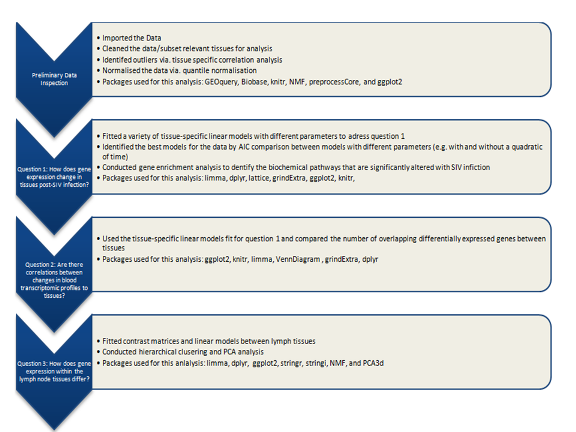 Preliminary Data
Inspection
• Imported the Data
• Cleaned the data/subset relevant tissues for analysis
• Identifed outliers via. tissue specific correlation analysis
• Normalised the data via. quantile normalisation
• Packages used for this analysis: GEOquery, Biobase, knitr, NMF, preprocessCore, and ggplot2
Question 1: How does gene
expression change in
tissues post-SIV infection?
• Fitted a variety of tissue-specific linear models with different parameters to adress question 1
• Identified the best models for the data by AIC comparison between models with different parameters (e.g. with and without a quadratic
of time)
• Conducted gene enrichment analysis to dentify the biochemical pathways that are significantly altered with SIV infiction
• Packages used for this analysis: limma, dplyr, lattice, grindExtra, ggplot2, knitr,
Question 2: Are there
correlations between
changes in blood
transcriptomic profiles to
tissues?
• Used the tissue-specific linear models fit for question 1 and compared the number of overlapping differentially expressed genes between
tissues
• Packages used for this analysis: ggplot2, knitr, limma, VennDiagram , grindExtra, dplyr
Question 3: How does gene
expression within the
lymph node tissues differ?
• Fitted contrast matrices and linear models between lymph tissues
• Conducted hierarchical clusering and PCA analysis
• Packages used for this anialysis: limma, dplyr, ggplot2, stringr, stringi, NMF, and PCA3d